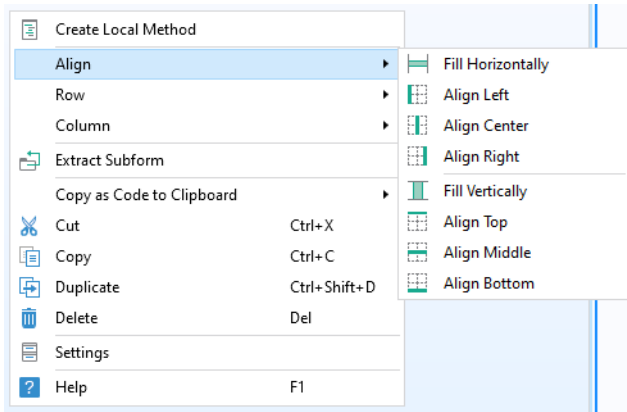 Create Local Method
Align
Row
Column
Extract Subform
Copy as Code to Clipboard
Cut Ctrl+X
Copy Ctrl+C
Duplicate Ctrl+Shift+D
Delete Del
Settings
? Help F1
Fill Horizontally
Align Left
Align Center
Align Right
Fill Vertically
Align Top
Align Middle
Align Bottom